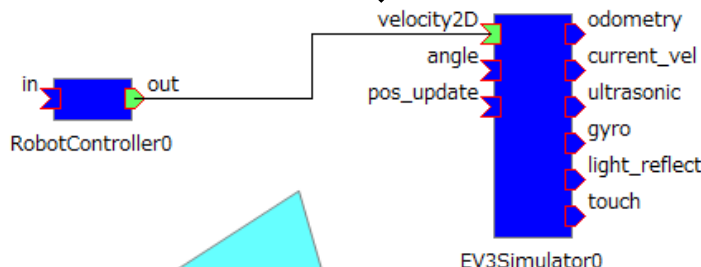 velocity2D
odometry
angle
current_vel
in
out
pos_update
ultrasonic
RobotController0
gyro
light_reflect
touch
EV3Simulator0